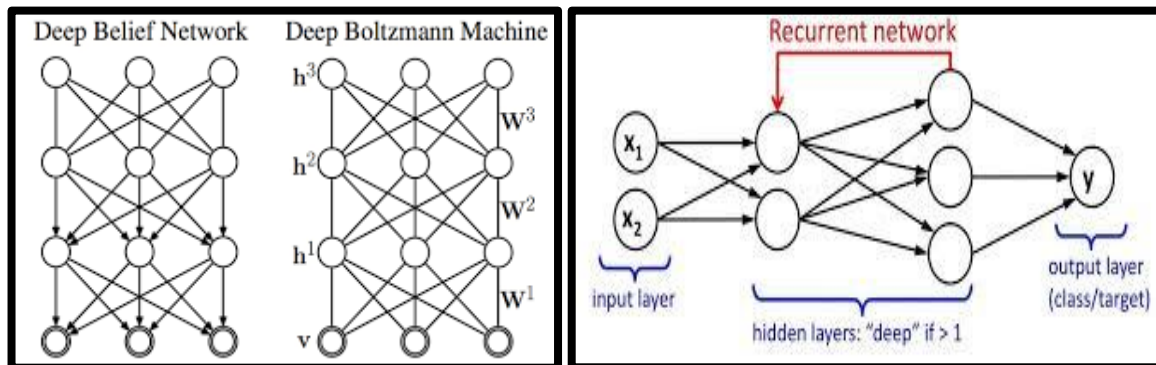 Deep Belief Network
Deep Boltzmann Machine
h³
W³
h²
W²
h¹
W¹
v
Recurrent network
x₁
x₂
y
input layer
hidden layers: "deep" if > 1
output layer
(class/target)